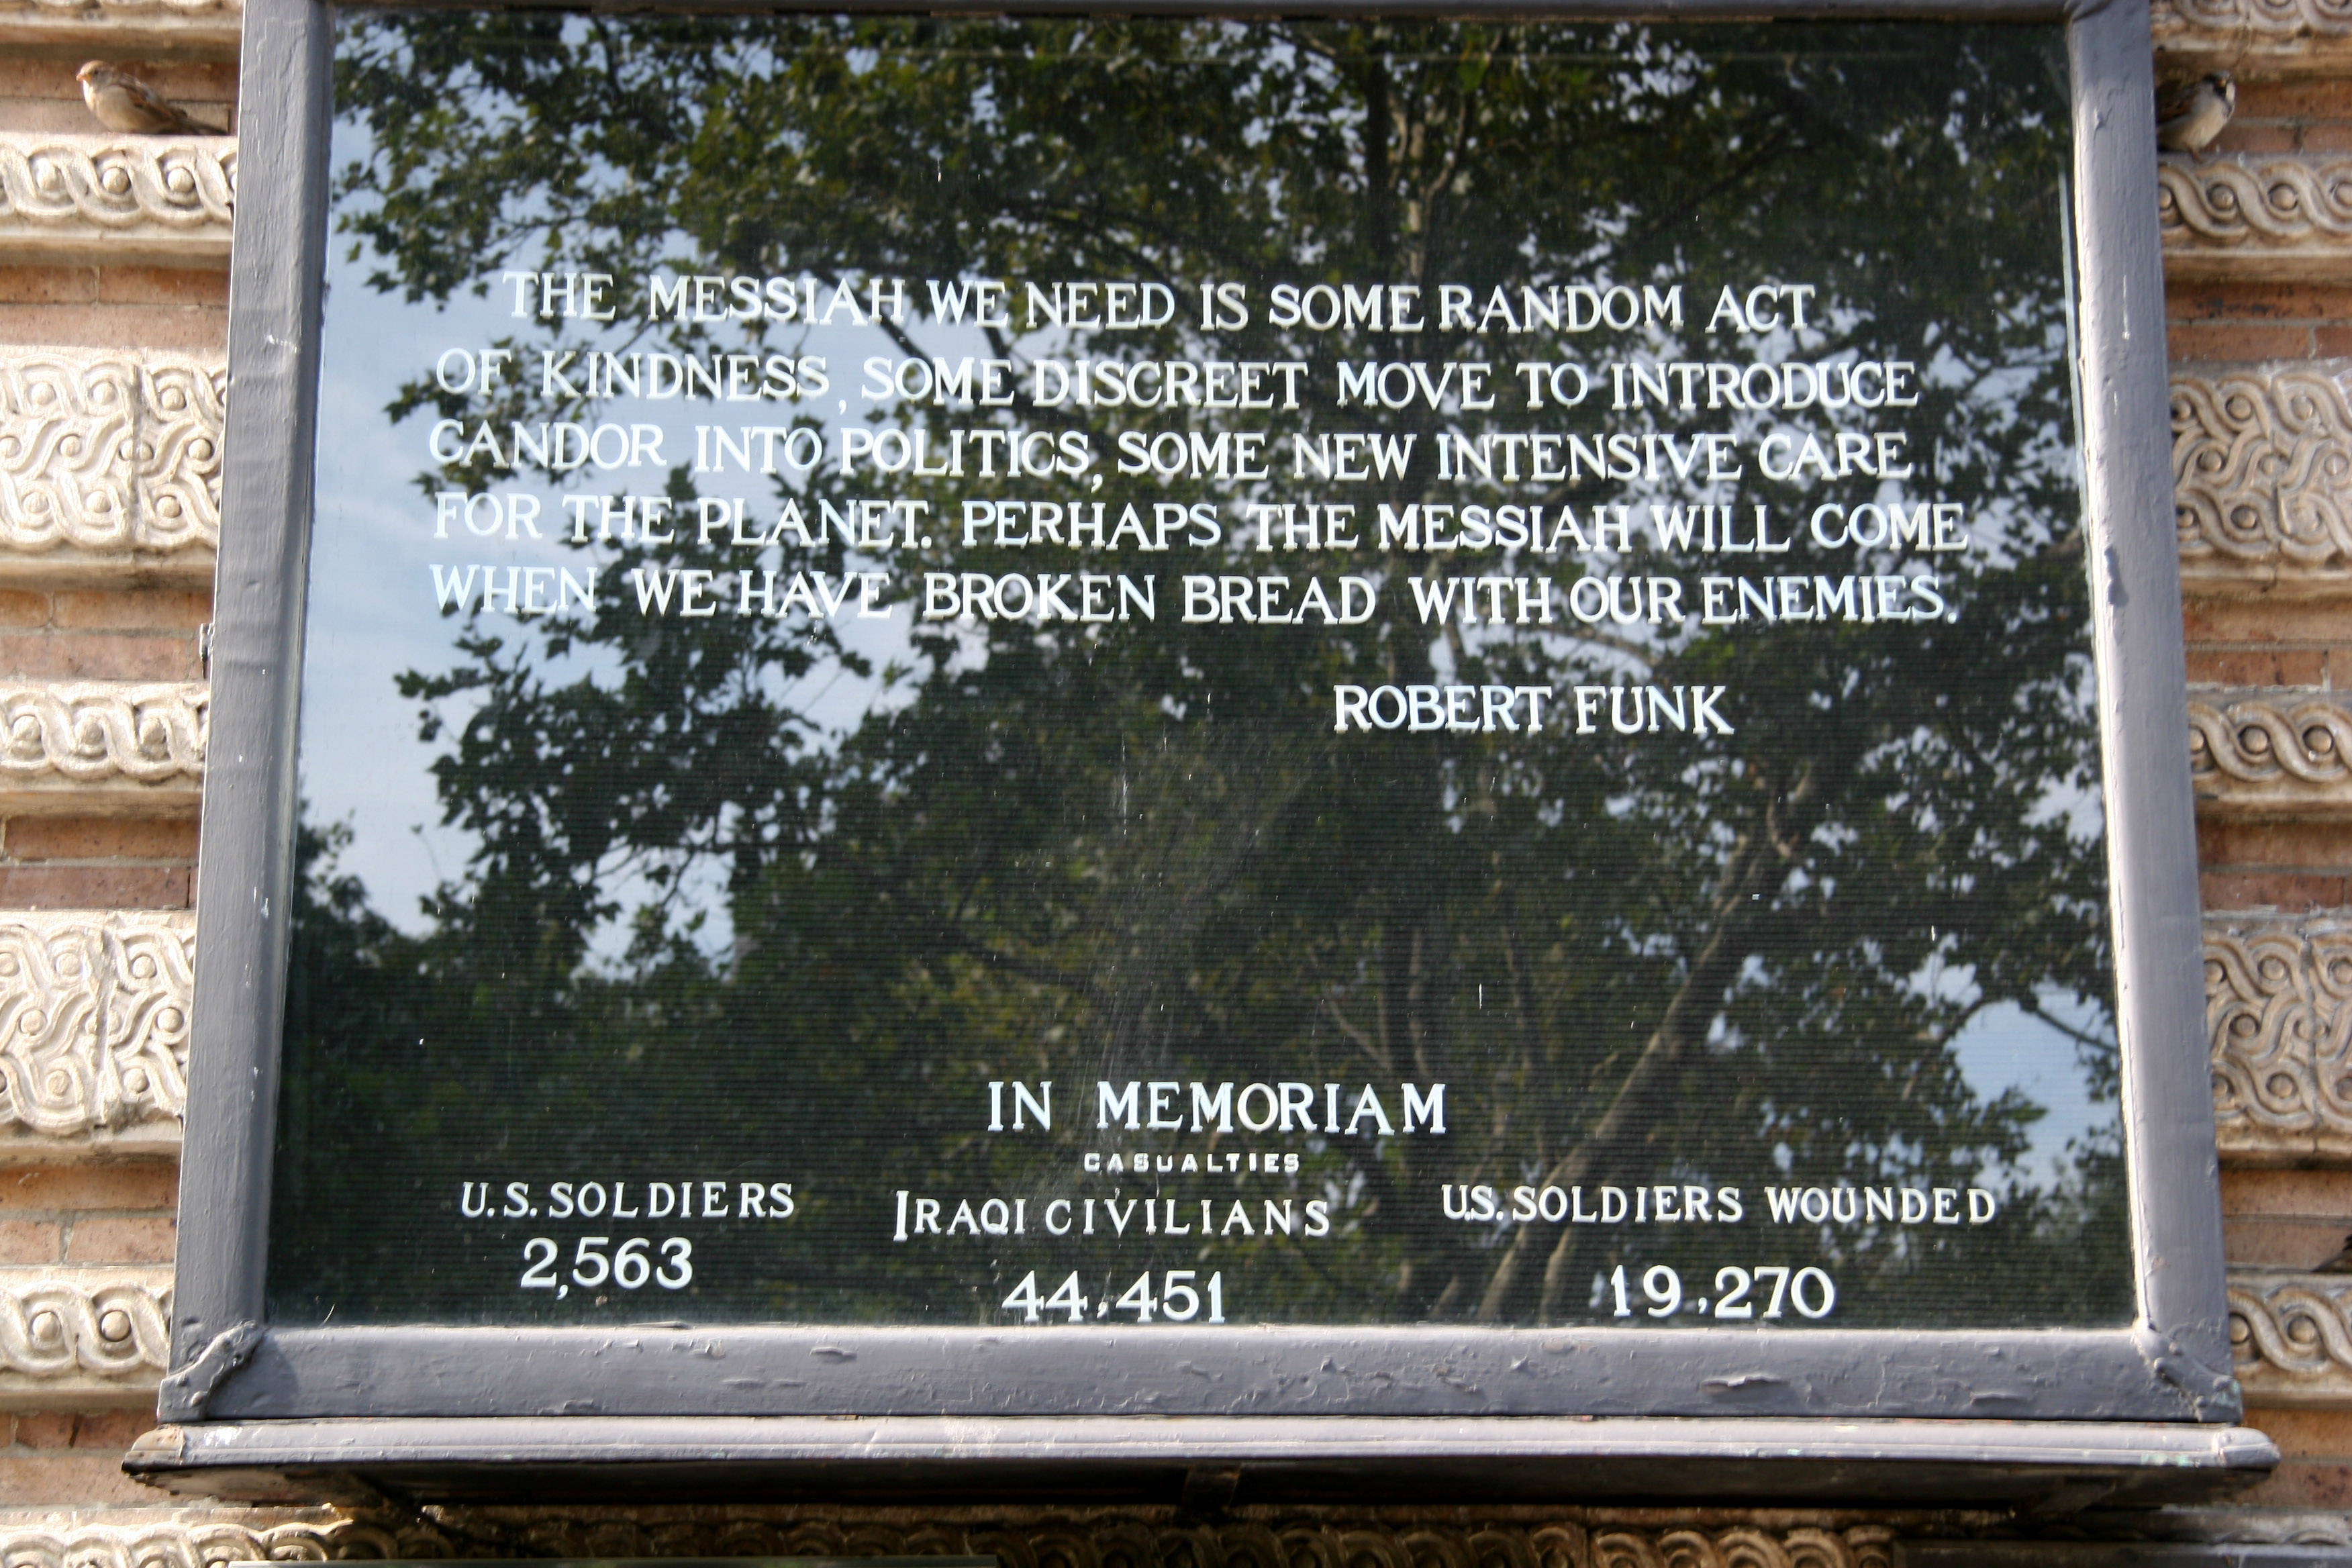 THE MESSIAH WE NEED IS SOME RANDOM ACT
OF KINDNESS, SOME DISCREET MOVE TO INTRODUCE
CANDOR INTO POLITICS, SOME NEW INTENSIVE CARE
FOR THE PLANET. PERHAPS THE MESSIAH WILL COME
WHEN WE HAVE BROKEN BREAD WITH OUR ENEMIES.
ROBERT FUNK
IN MEMORIAM
CASUALTIES
U.S. SOLDIERS IRAQI CIVILIANS U.S. SOLDIERS WOUNDED
2,563 44,451 19,270